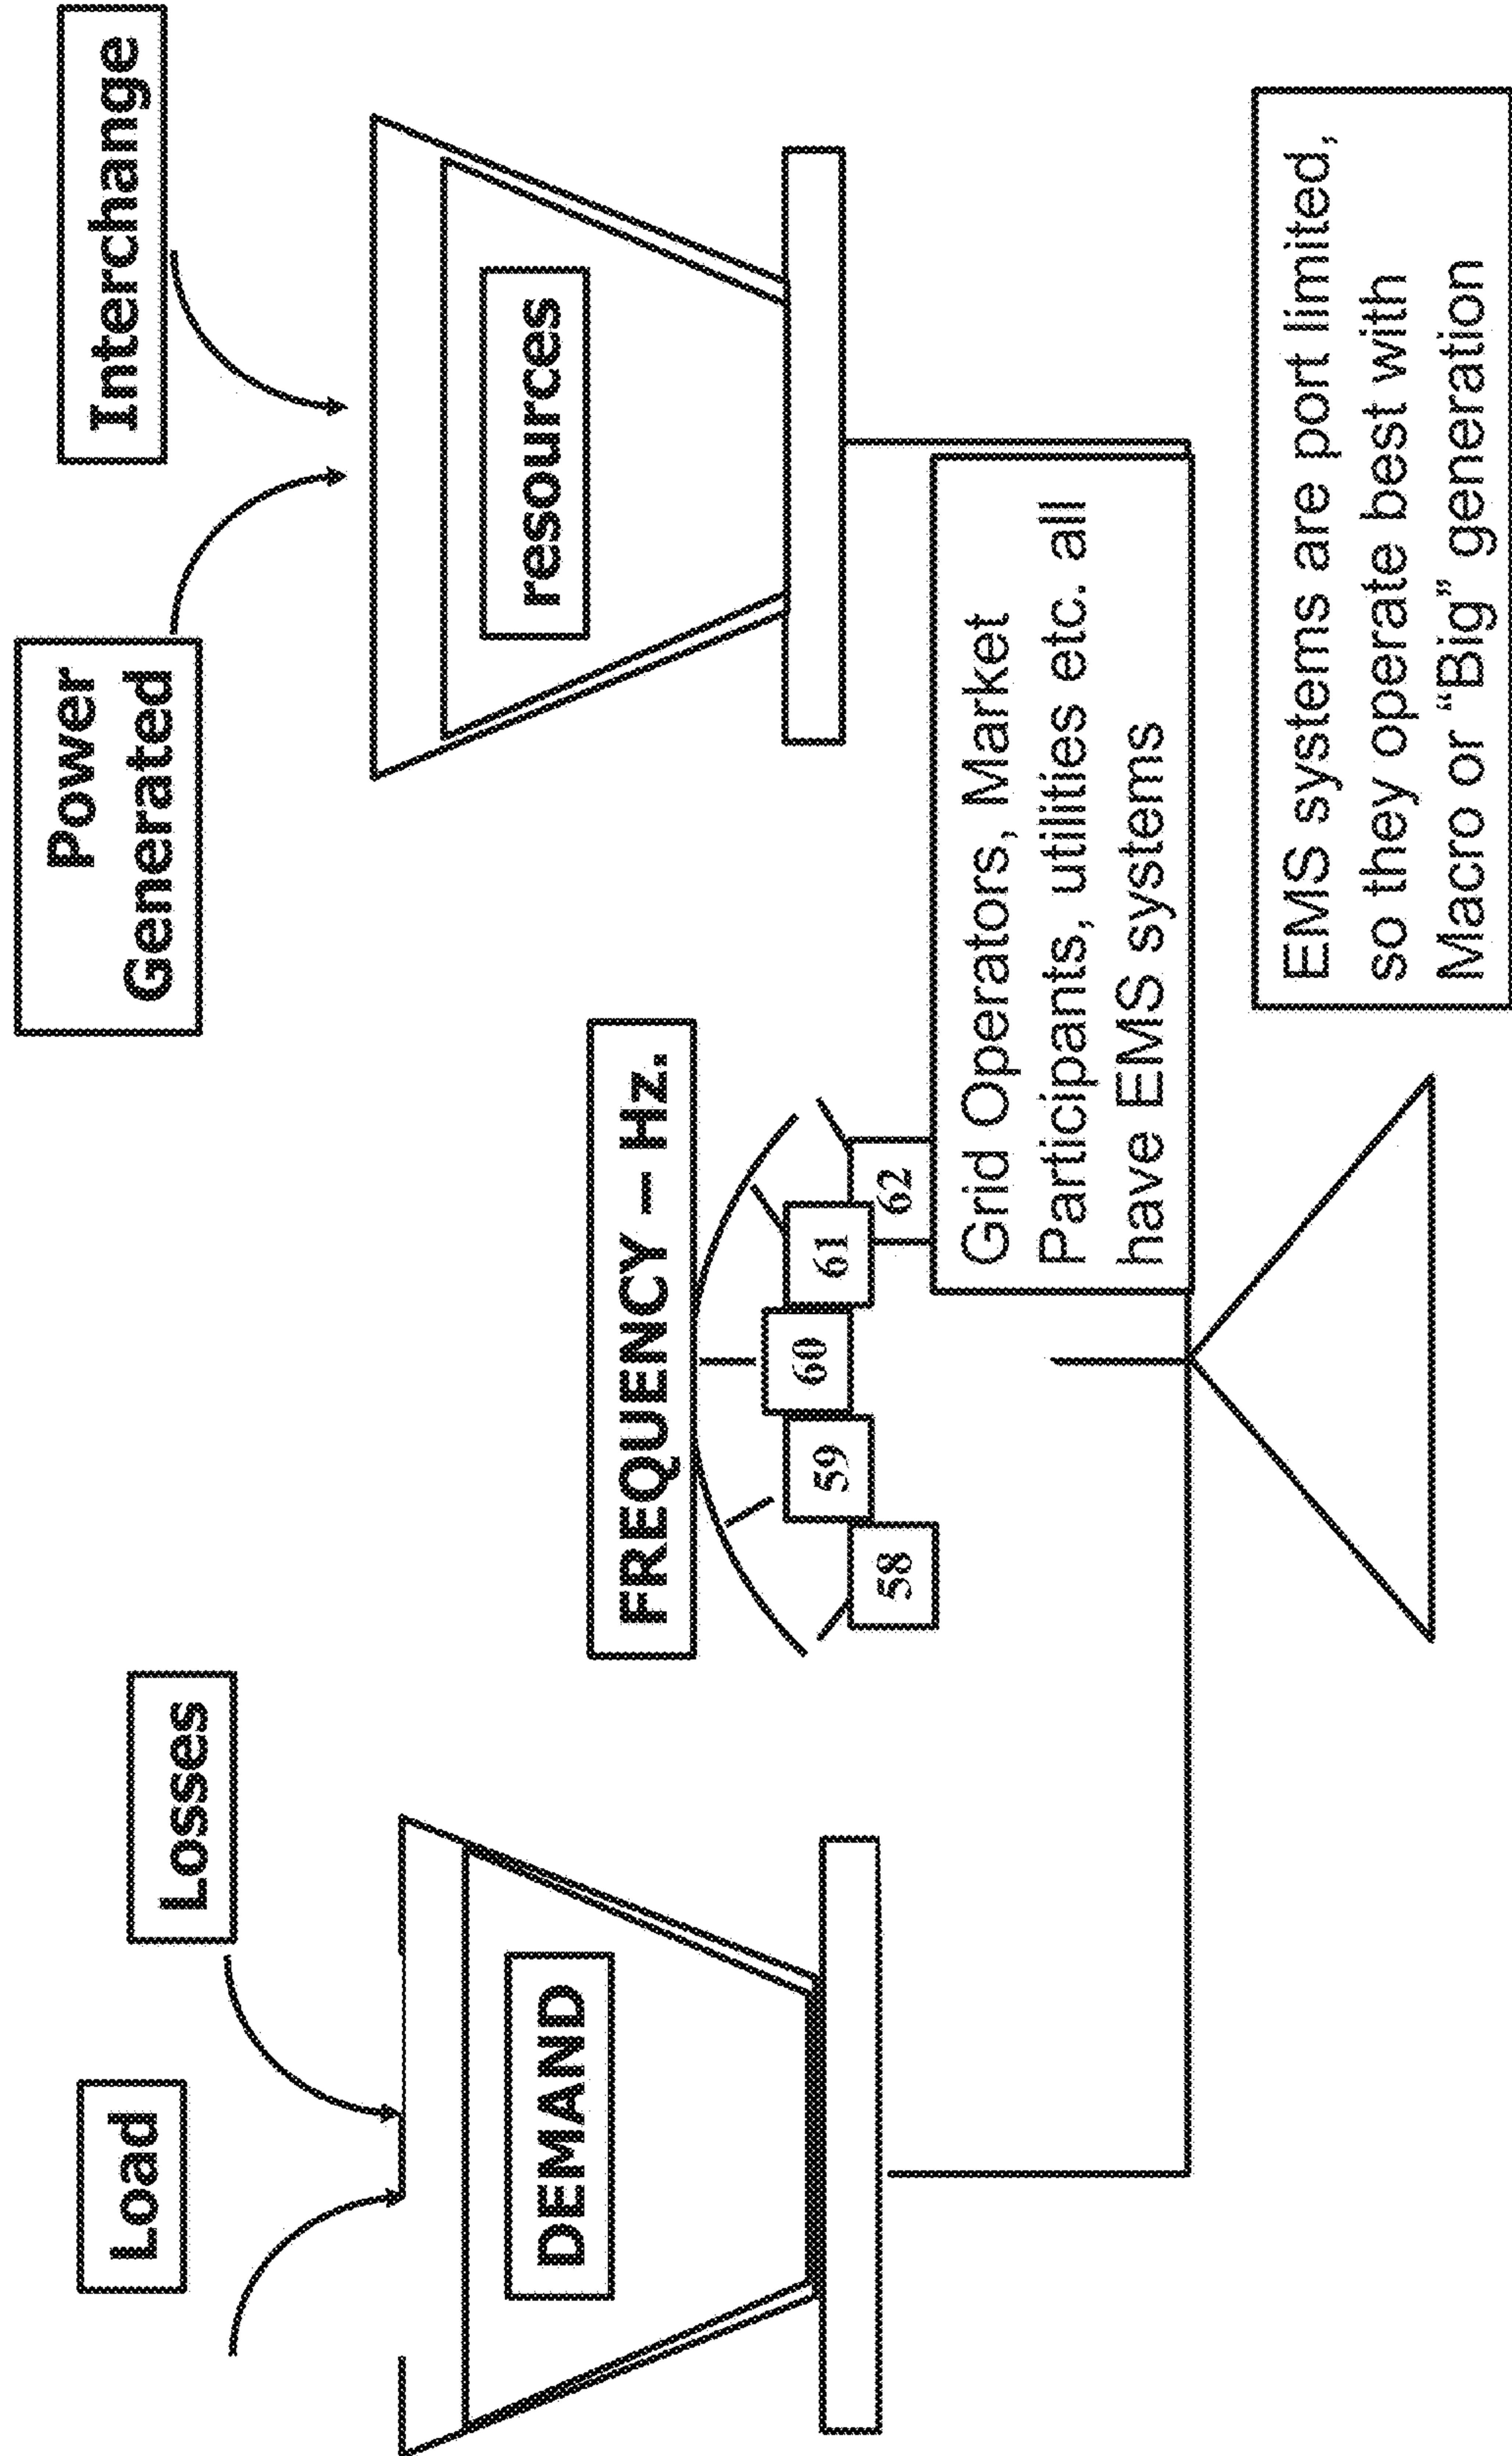 Load
Losses
Power
Generated
Interchange
DEMAND
FREQUENCY – Hz.
58
59
60
61
62
resources
Grid Operators, Market
Participants, utilities etc. all
have EMS systems
EMS systems are port limited,
so they operate best with
Macro or “Big” generation